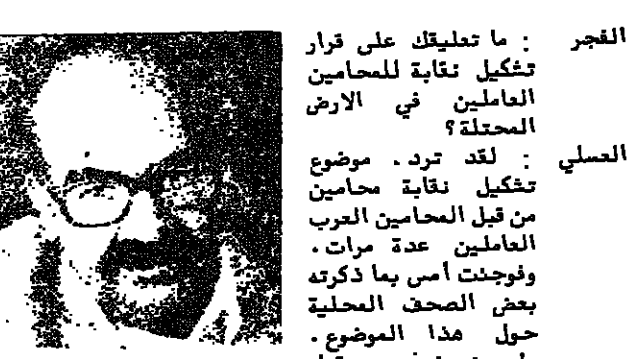 الفجر : ما تعليقك على قرار
تشكيل نقابة للمحامين
العاملين في الارض
المحتلة؟
العسلي : لقد ترد. موضوع
تشكيل نقابة محامين
من قبل المحامين العرب
العاملين عدة مرات.
وفوجئت أمس بما ذكرته
بعض الصحف المحلية
حول هذا الموضوع.